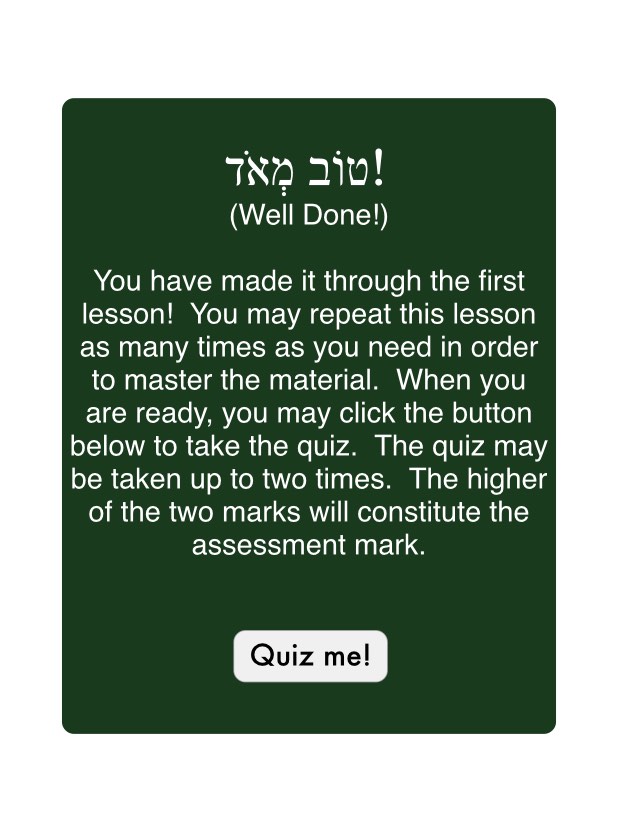 טוֹב מְאֹד!
(Well Done!)
You have made it through the first
lesson!  You may repeat this lesson
as many times as you need in order
to master the material.  When you
are ready, you may click the button
below to take the quiz.  The quiz may
be taken up to two times.  The higher
of the two marks will constitute the
assessment mark.
Quiz me!